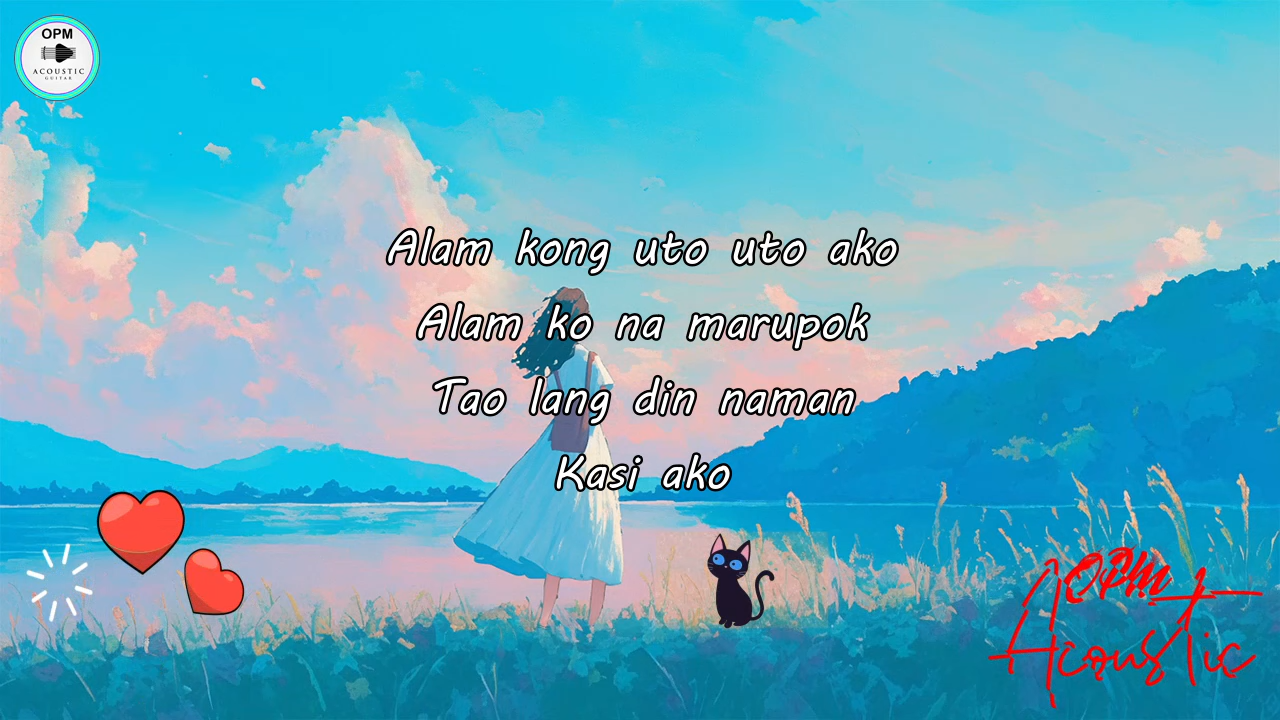 OPM
ACOUSTIC
GUITAR
Alam kong uto uto ako
Alam ko na marupok
Tao lang din naman
Kasi ako
OPM
Acoustic